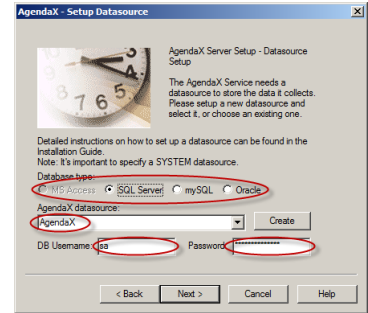 AgendaX - Setup Datasource
AgendaX Server Setup - Datasource
Setup
The AgendaX Service needs a
datasource to store the data it collects.
Please setup a new datasource and
select it, or choose an existing one.
Detailed instructions on how to set up a datasource can be found in the
Installation Guide.
Note: It's important to specify a SYSTEM datasource.
Database type:
MS Access SQL Server mySQL Oracle
AgendaX datasource:
AgendaX Create
DB Username: sa Password: **************
< Back Next > Cancel Help